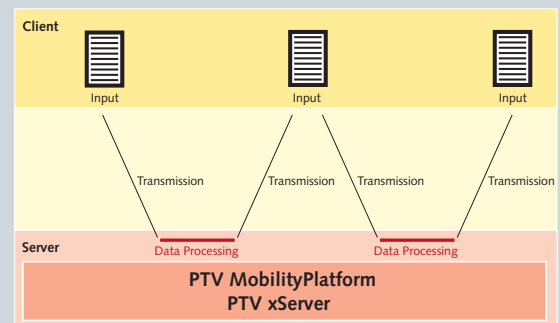 Client
Input Input Input
Transmission Transmission Transmission Transmission
Server
Data Processing Data Processing
PTV MobilityPlatform
PTV xServer